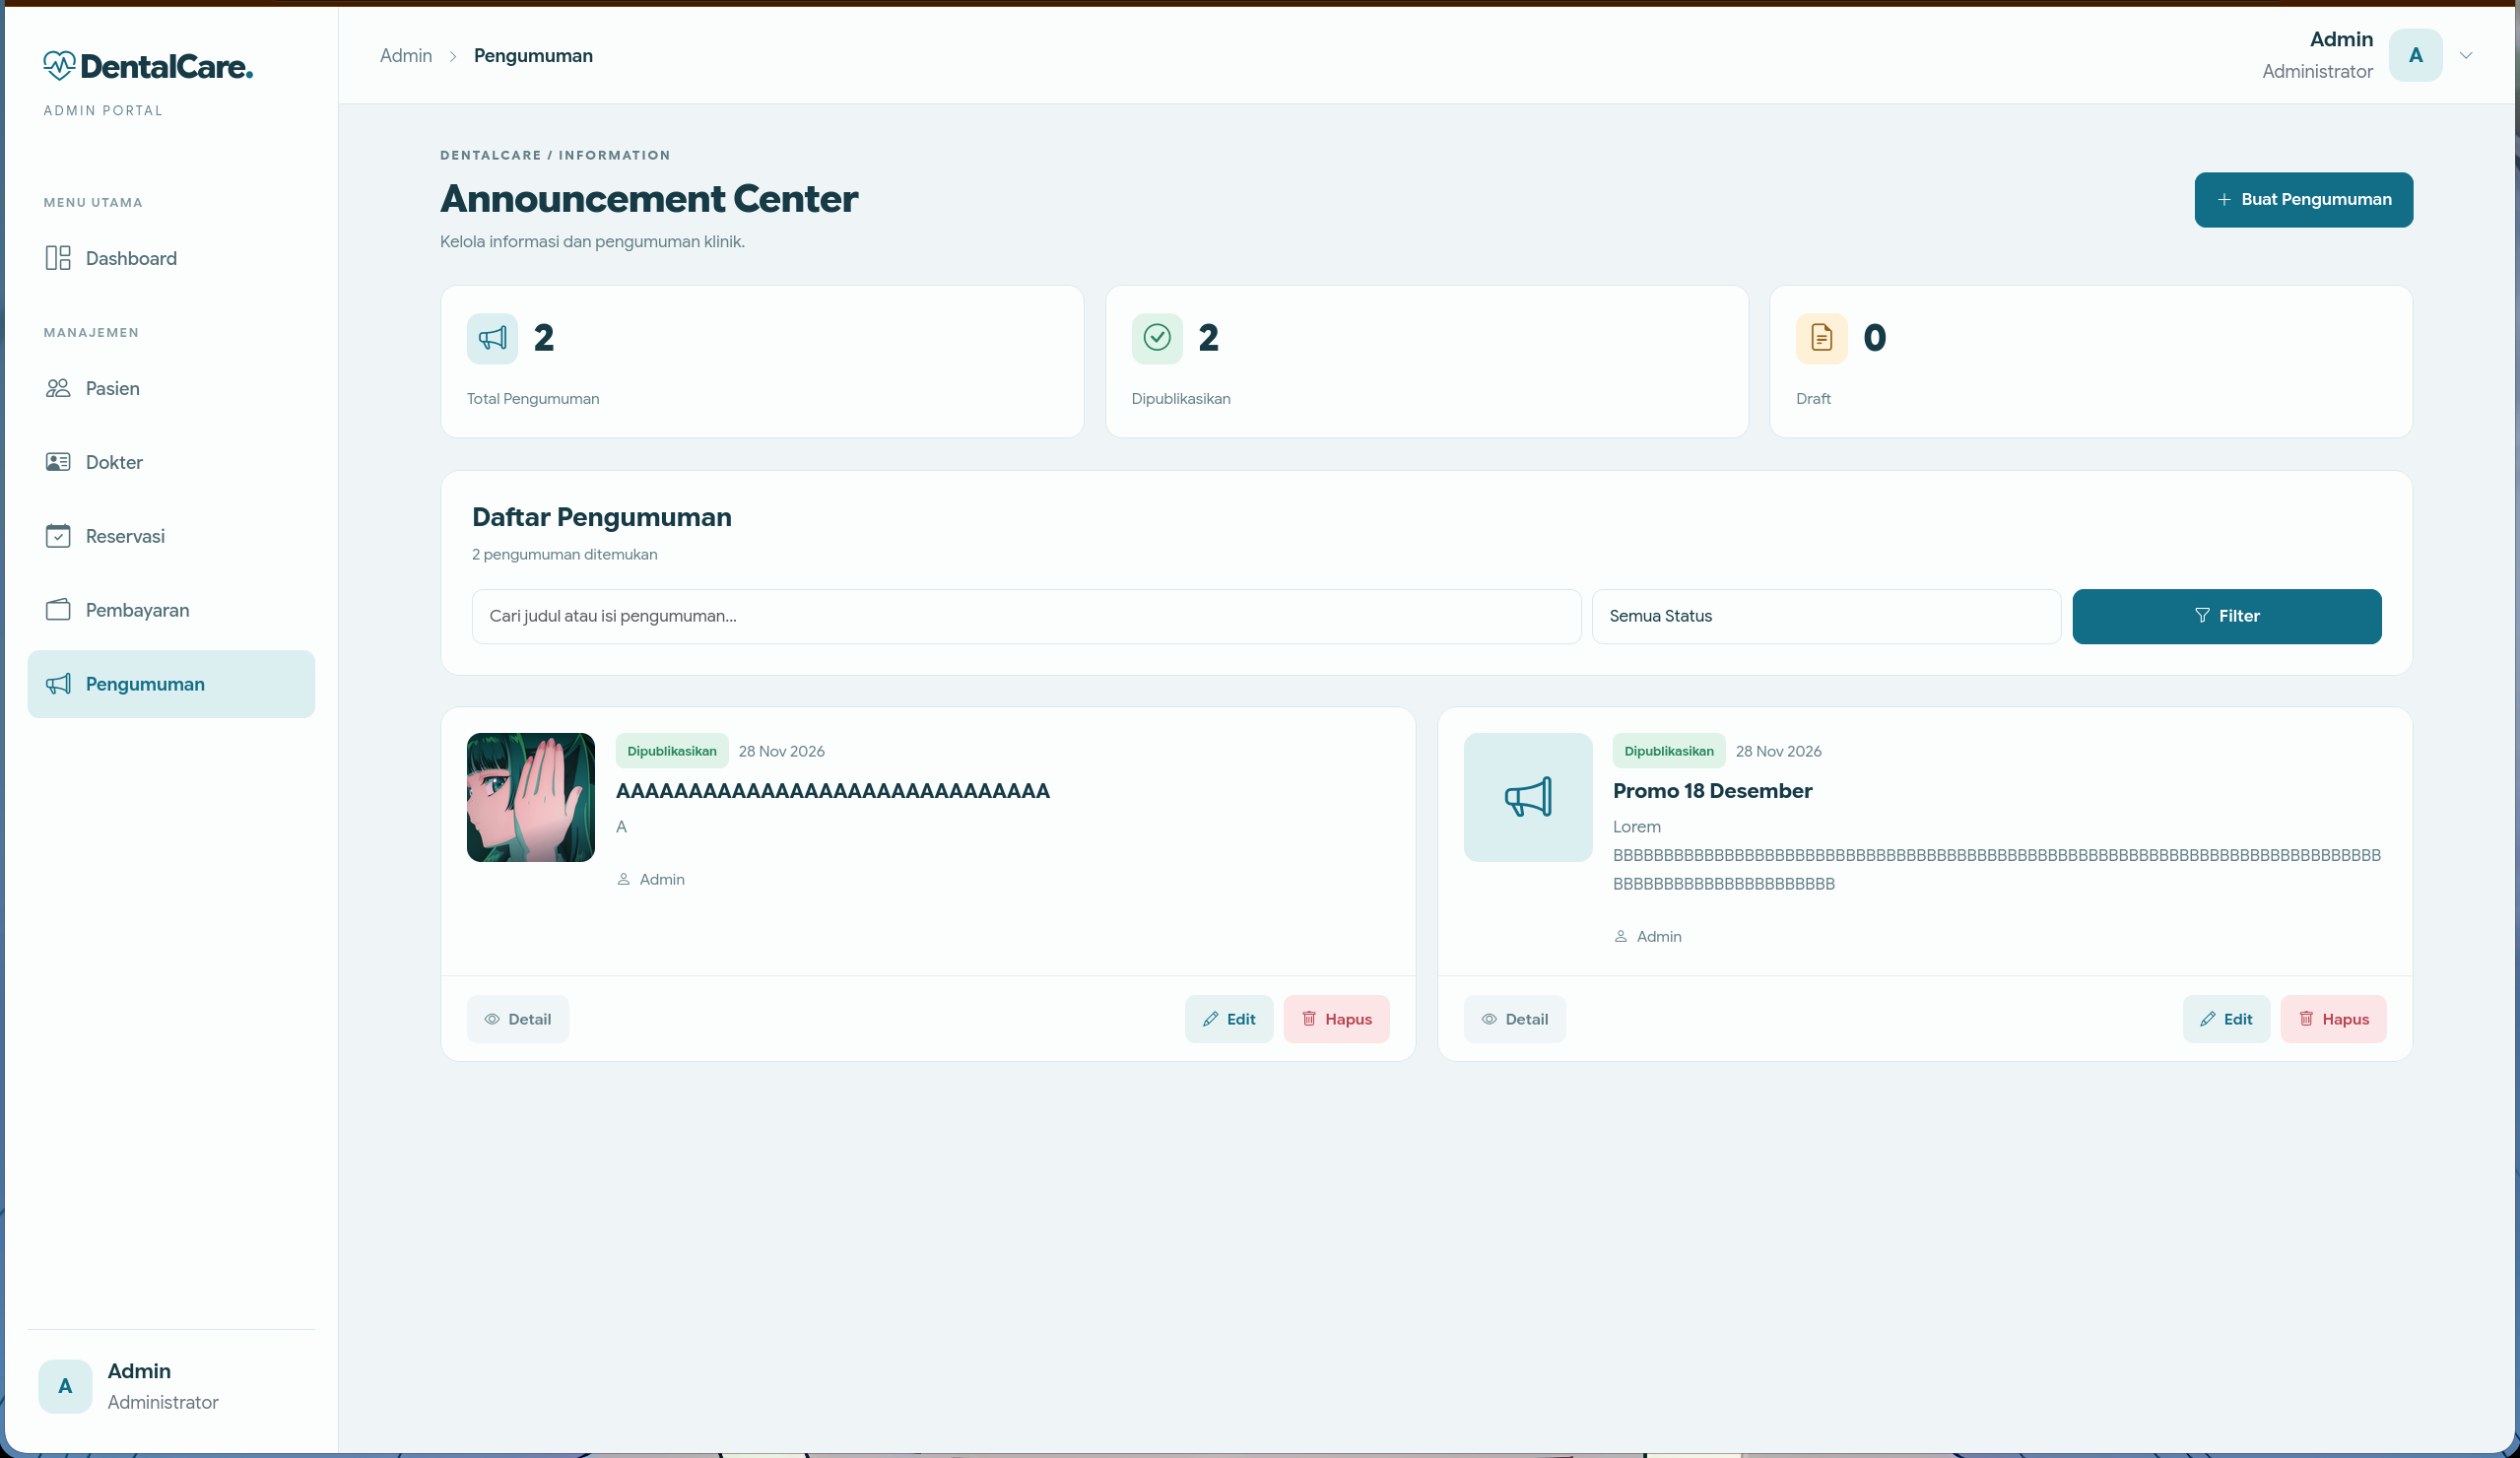 DentalCare.
ADMIN PORTAL
MENU UTAMA
Dashboard
MANAJEMEN
Pasien
Dokter
Reservasi
Pembayaran
Pengumuman
A
Admin
Administrator
Admin > Pengumuman
Admin
Administrator
A
DENTALCARE / INFORMATION
Announcement Center
Kelola informasi dan pengumuman klinik.
+ Buat Pengumuman
2
Total Pengumuman
2
Dipublikasikan
0
Draft
Daftar Pengumuman
2 pengumuman ditemukan
Cari judul atau isi pengumuman...
Semua Status
Filter
Dipublikasikan 28 Nov 2026
AAAAAAAAAAAAAAAAAAAAAAAAAAAAAA
A
Admin
Detail
Edit
Hapus
Dipublikasikan 28 Nov 2026
Promo 18 Desember
Lorem
BBBBBBBBBBBBBBBBBBBBBBBBBBBBBBBBBBBBBBBBBBBBBBBBBBBBBBBBBBBBBBBBBBBBBBBBBBBB
BBBBBBBBBBBBBBBBBBBBBB
Admin
Detail
Edit
Hapus